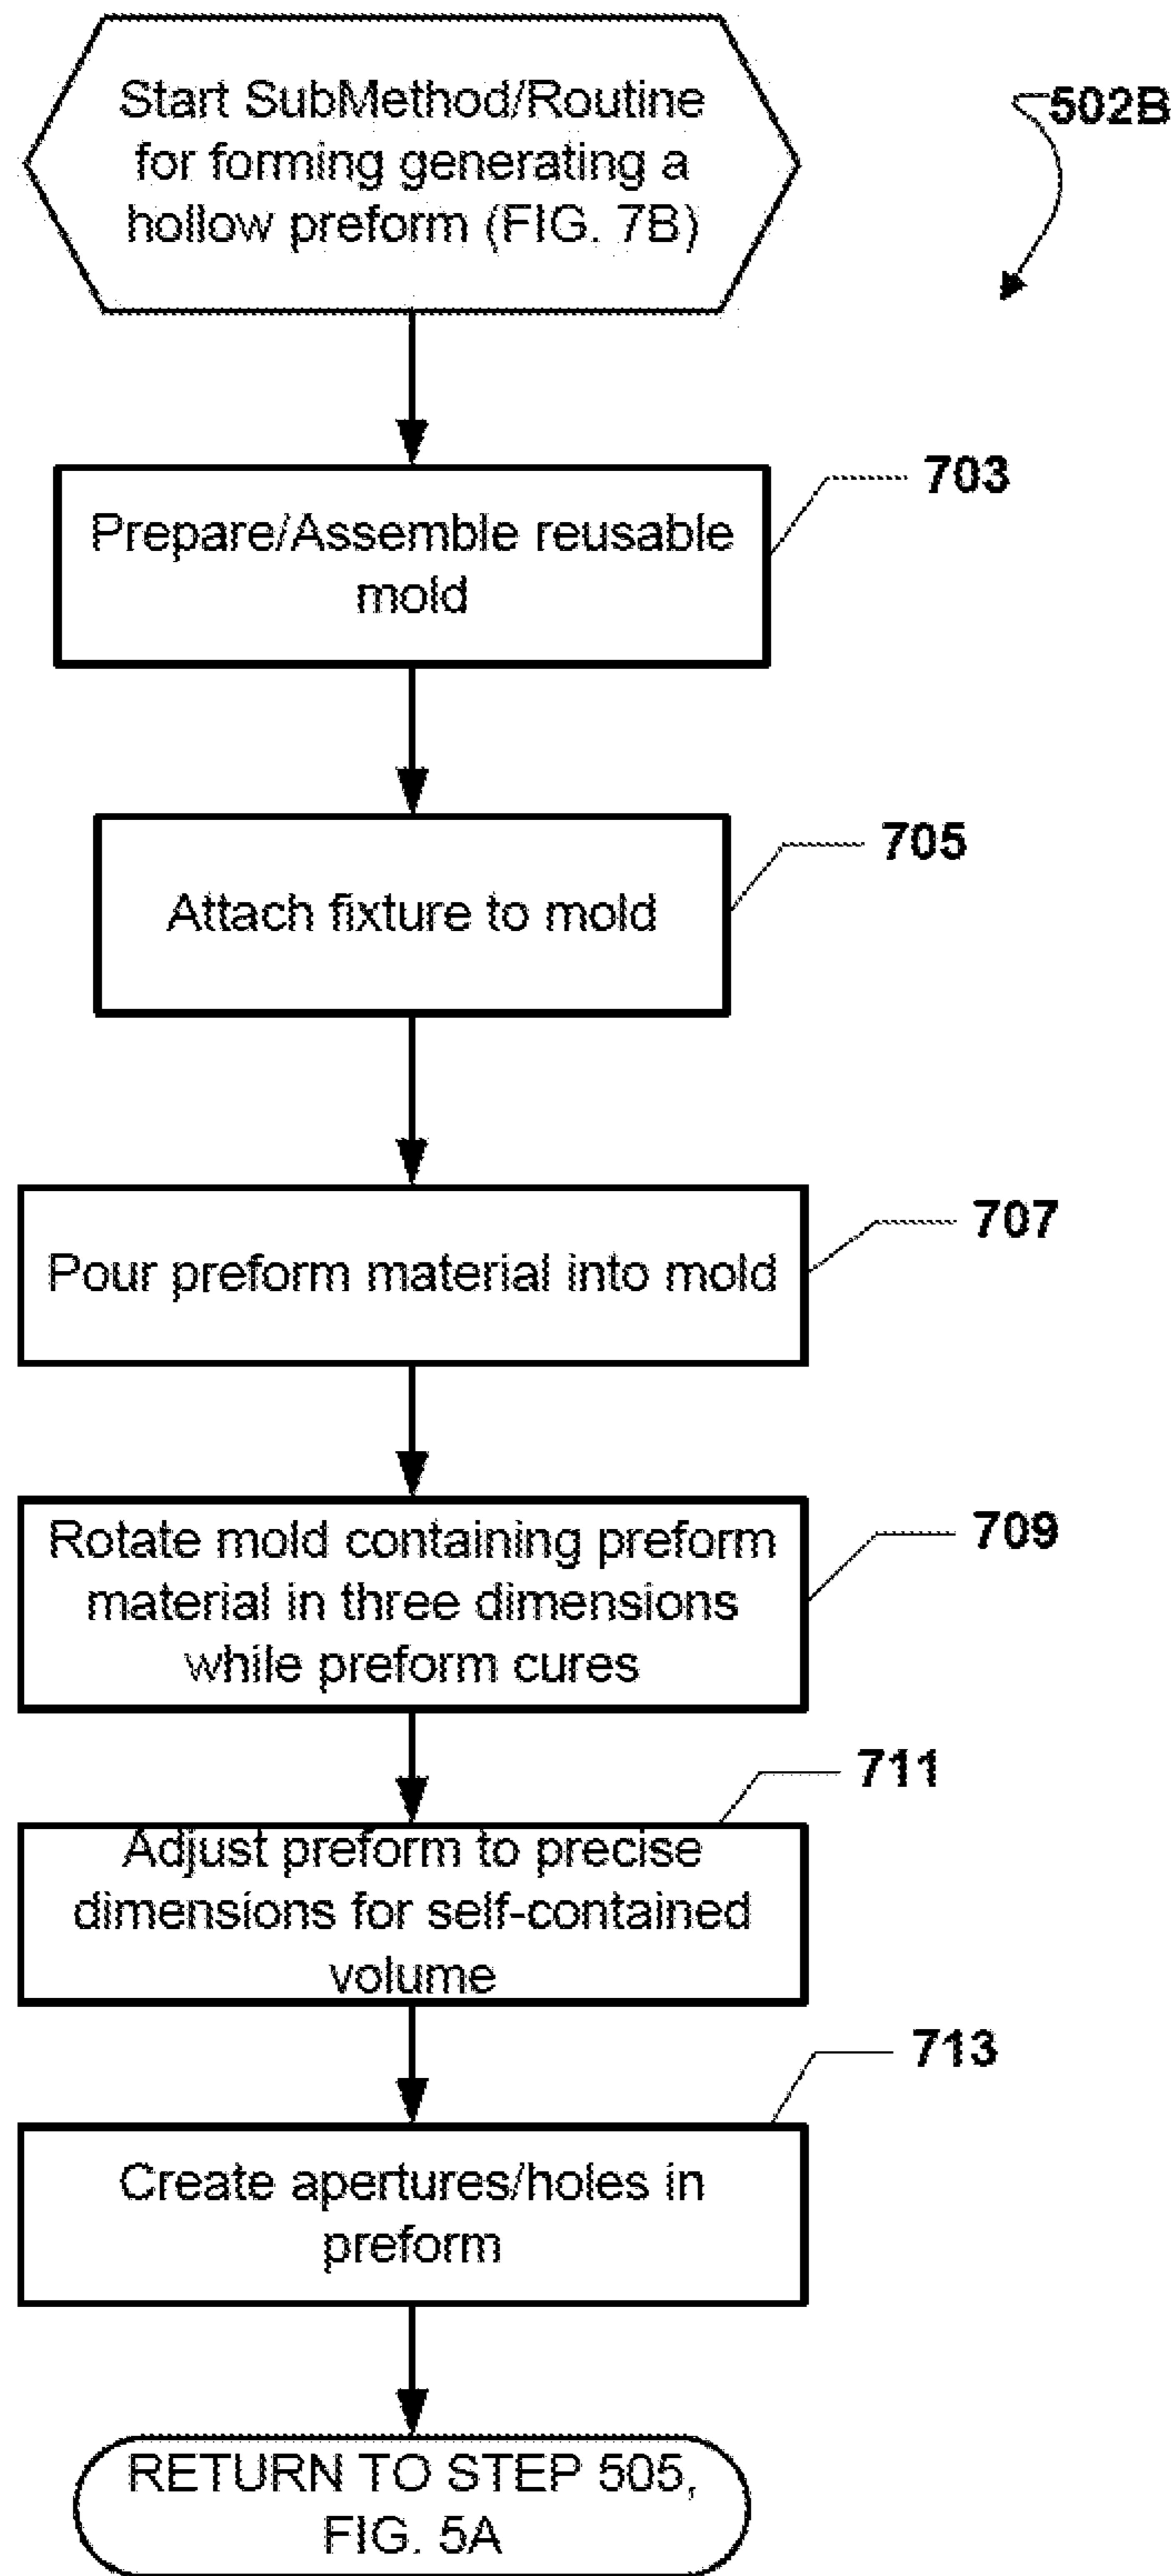 Start SubMethod/Routine
for forming generating a
hollow preform (FIG. 7B)
502B
703
Prepare/Assemble reusable
mold
705
Attach fixture to mold
707
Pour preform material into mold
709
Rotate mold containing preform
material in three dimensions
while preform cures
711
Adjust preform to precise
dimensions for self-contained
volume
713
Create apertures/holes in
preform
RETURN TO STEP 505,
FIG. 5A